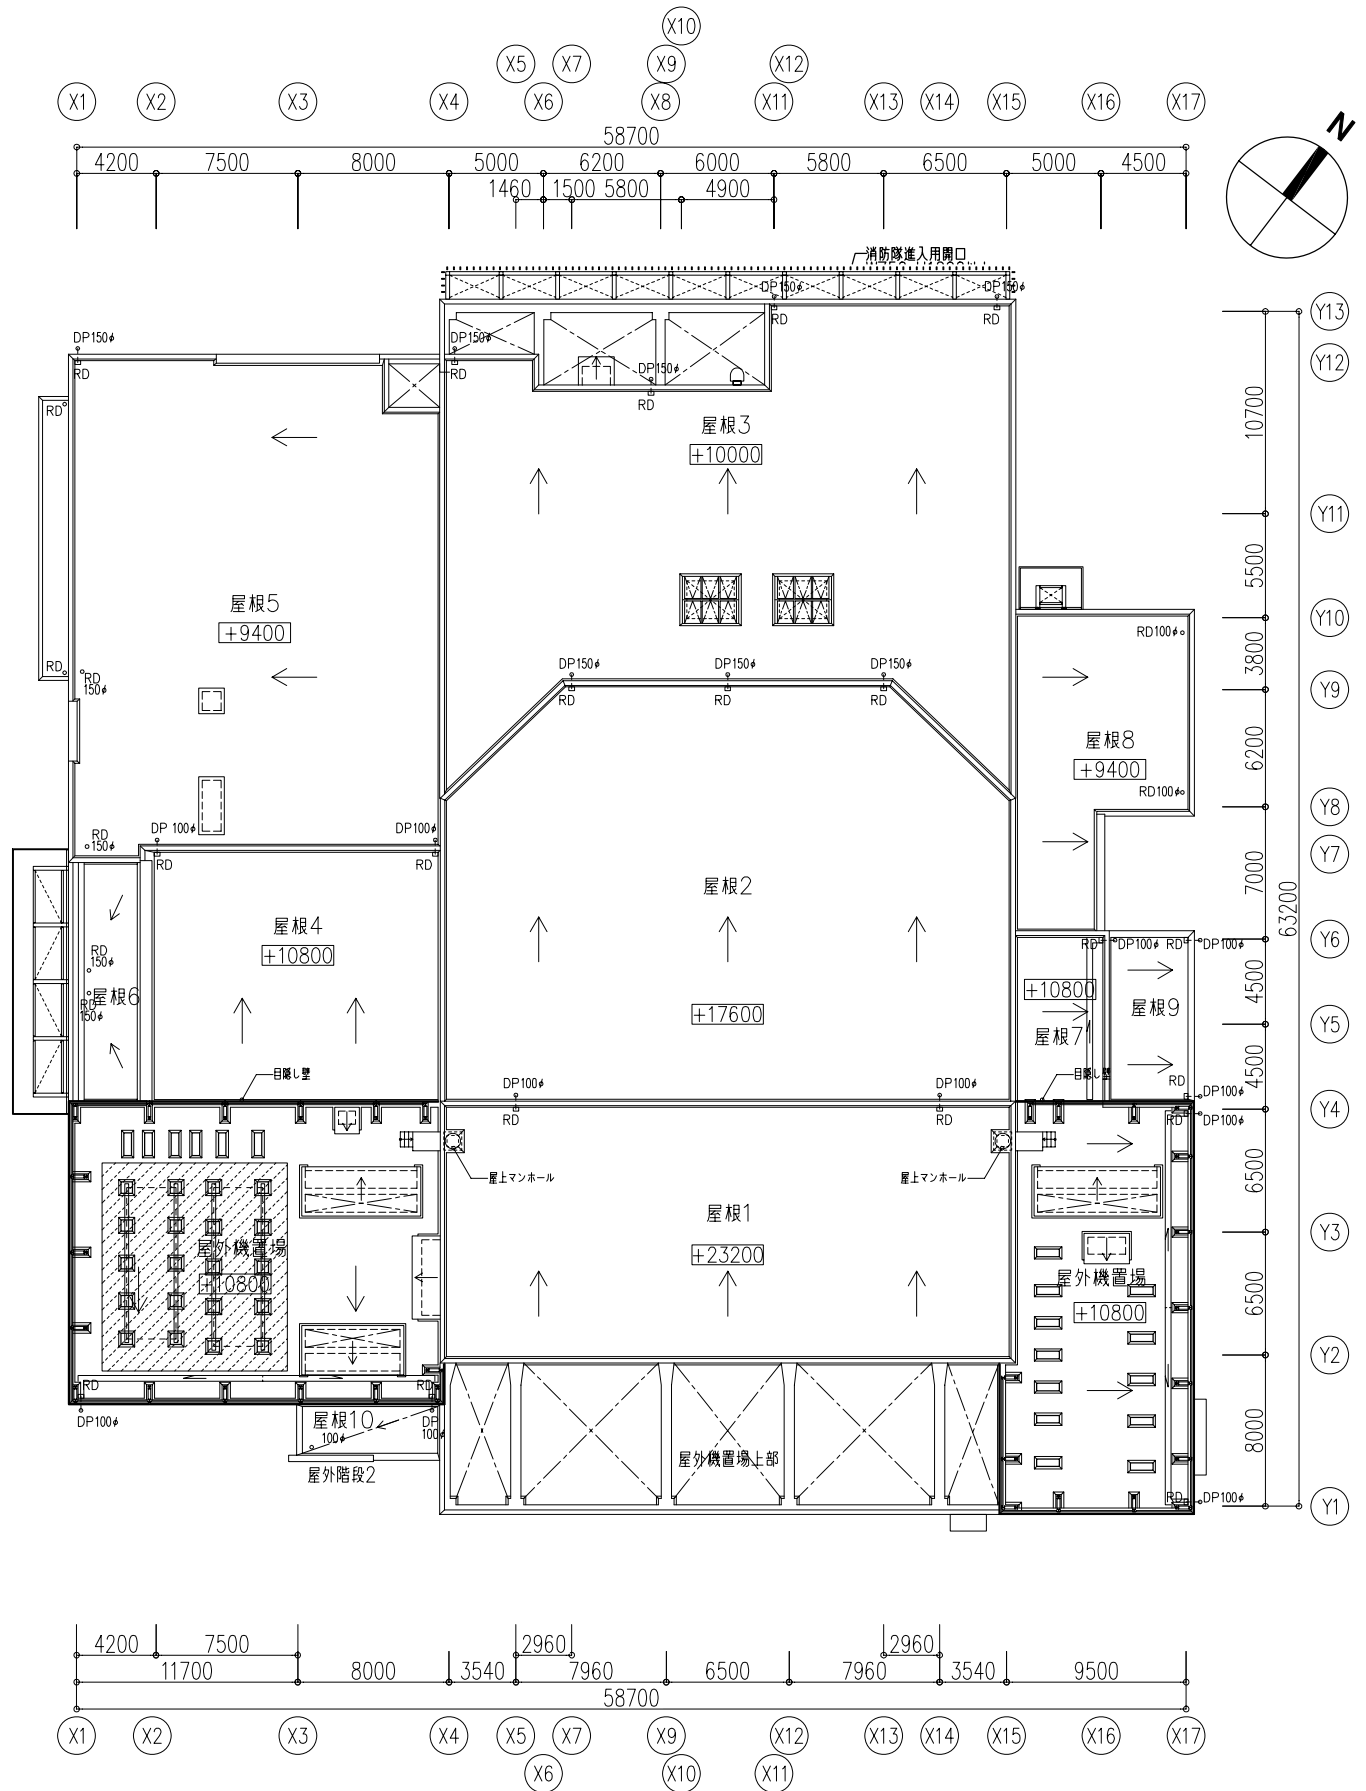 X10
X5 X7 X9 X12
X1 X2 X3 X4 X6 X8 X11 X13 X14 X15 X16 X17
N
58700
4200 7500 8000 5000 6200 6000 5800 6500 5000 4500
1460 1500 5800 4900
消防隊進入用開口
DP150φ DP150φ
RD RD
Y13
DP150φ DP150φ
RD RD
Y12
DP150φ
RD
RD
10700
屋根3
+10000
Y11
5500
屋根5
+9400
Y10
RD100φ
3800
RD RD
150φ
DP150φ DP150φ DP150φ
RD RD RD
Y9
6200
屋根8
+9400
RD100φ
Y8
RD
150φ
DP 100φ DP100φ
RD RD
Y7
7000
63200
屋根2
屋根4
+10800
RD DP100φ RD DP100φ
Y6
RD
150φ
屋根6
RD
150φ
+10800
4500
屋根9
+17600
屋根7
Y5
4500
目隠し壁
目隠し壁
DP100φ DP100φ
RD RD
RD
DP100φ
Y4
RD
DP100φ
屋上マンホール 屋上マンホール
6500
屋根1
+23200
Y3
屋外機置場
+10800
屋外機置場
+10800
6500
Y2
RD RD
DP100φ
屋根10
DP
100φ
100φ
屋外階段2
屋外機置場上部
8000
RD DP100φ
Y1
4200 7500 2960 2960
11700 8000 3540 7960 6500 7960 3540 9500
58700
X1 X2 X3 X4 X5 X7 X9 X12 X13 X14 X15 X16 X17
X6 X10 X11